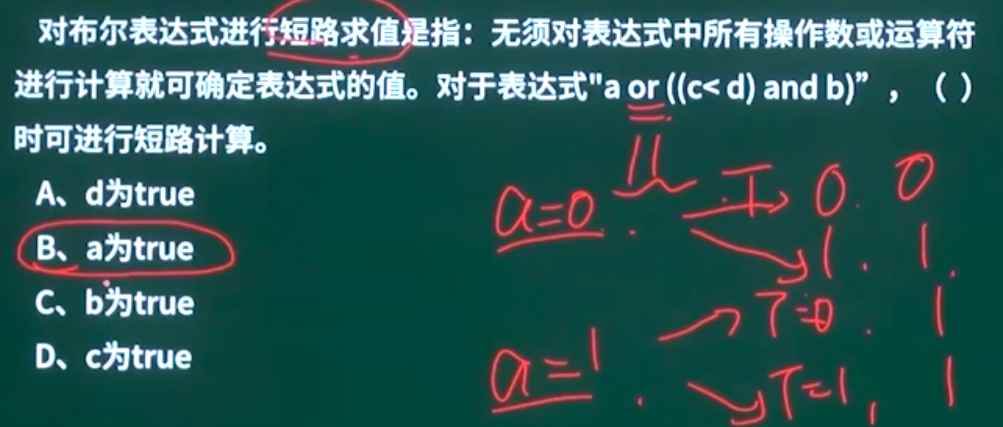 对布尔表达式进行短路求值是指：无须对表达式中所有操作数或运算符
进行计算就可确定表达式的值。对于表达式"a or ((c< d) and b)”，（ ）
时可进行短路计算。
A、d为true
B、a为true
C、b为true
D、c为true
||
a=0 T 0 0
1 1
a=1 T=0 1
T=1 1